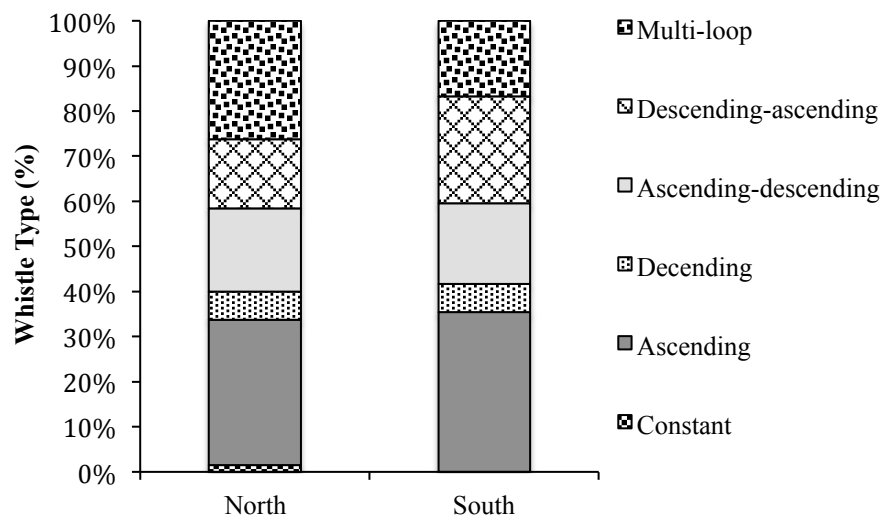 100%
90%
80%
70%
60%
50%
40%
30%
20%
10%
0%
Whistle Type (%)
North
South
Multi-loop
Descending-ascending
Ascending-descending
Decending
Ascending
Constant